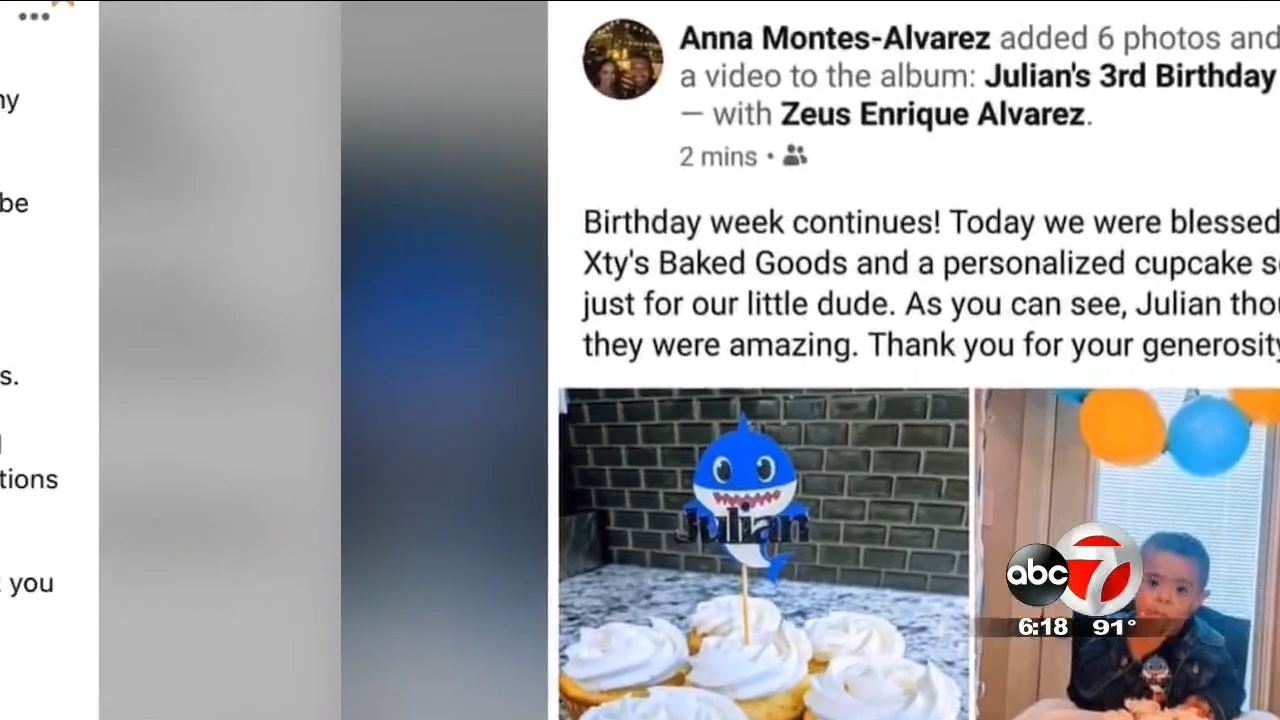 ny
be
s.
tions
you
Anna Montes-Alvarez added 6 photos and
a video to the album: Julian's 3rd Birthday
— with Zeus Enrique Alvarez.
2 mins •
Birthday week continues! Today we were blessed
Xty's Baked Goods and a personalized cupcake s
just for our little dude. As you can see, Julian tho
they were amazing. Thank you for your generosity
Julian
abc 7
6:18 91°